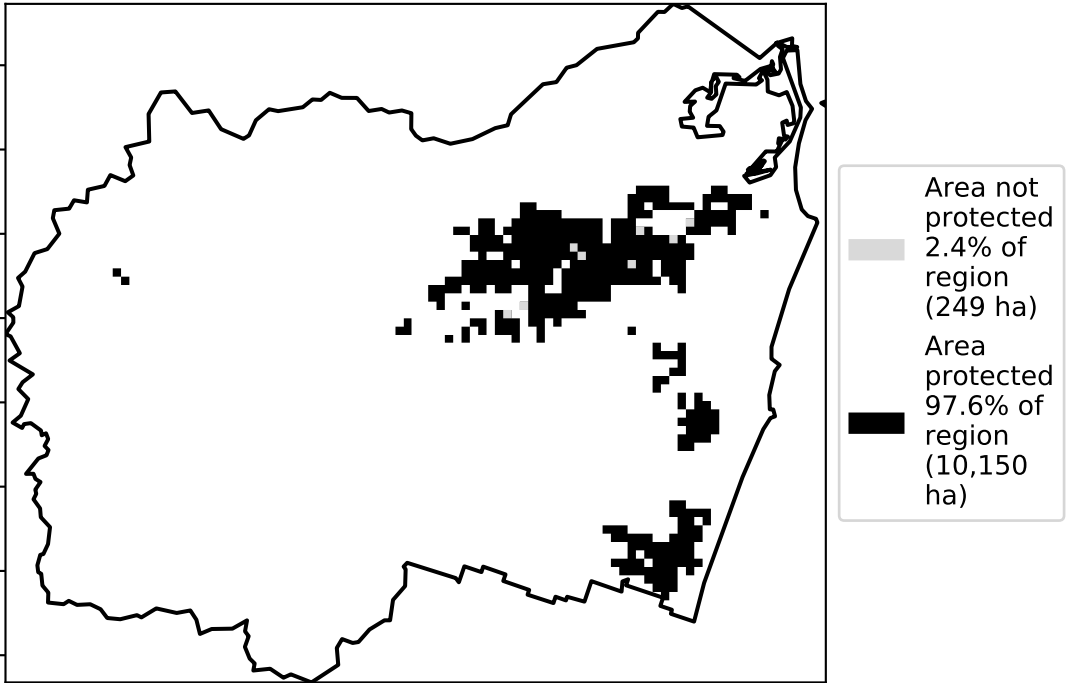 Area not
protected
2.4% of
region
(249 ha)
Area
protected
97.6% of
region
(10,150
ha)